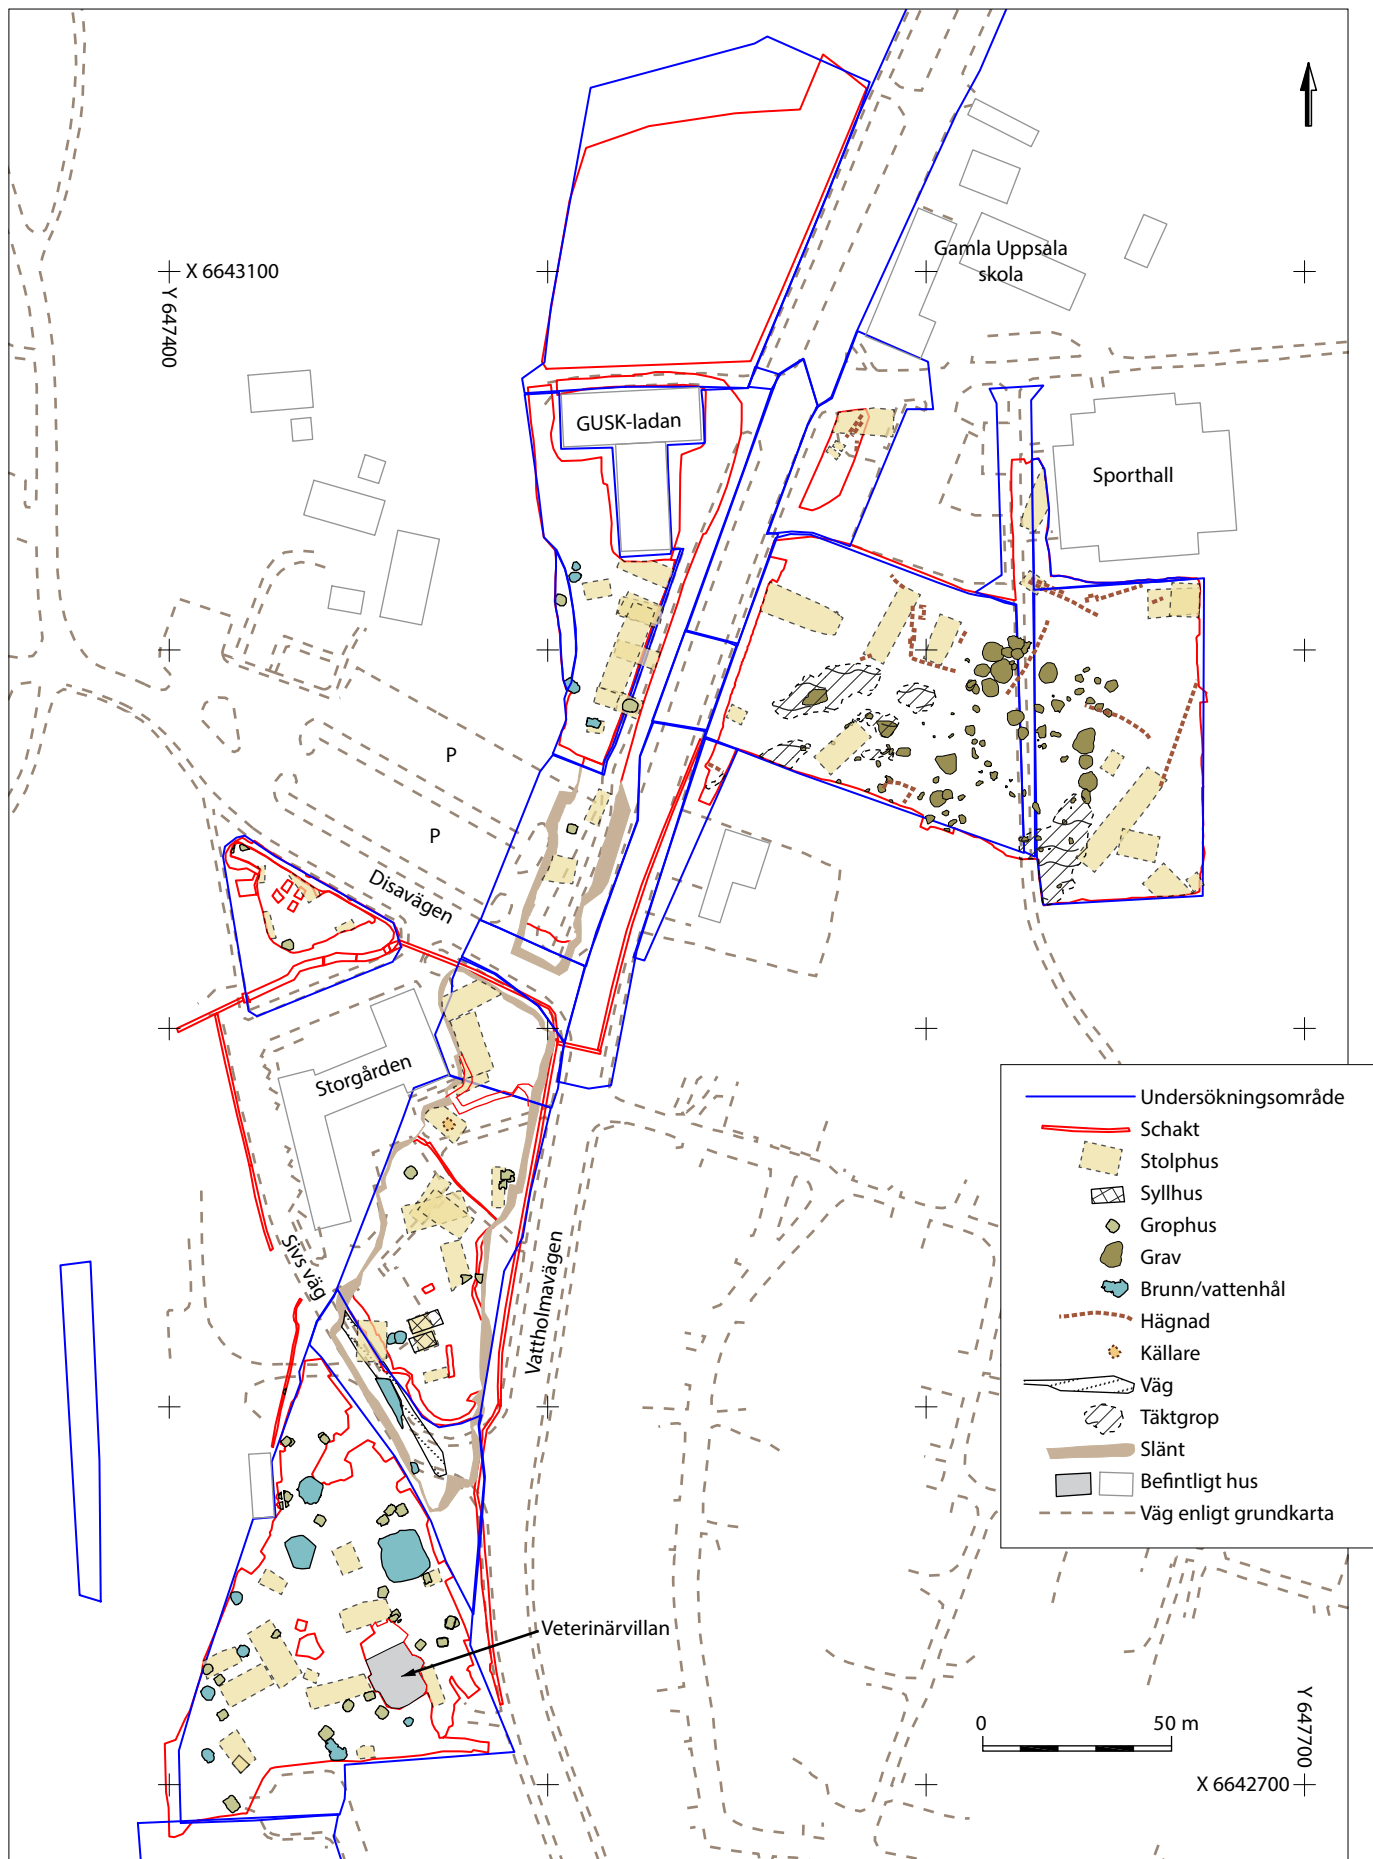 Gamla Uppsala
skola
X 6643100
Y 647400
GUSK-ladan
Sporthall
P
P
Disavägen
Storgården
Sivs väg
Vattholmavägen
Undersökningsområde
Schakt
Stolphus
Syllhus
Grophus
Grav
Brunn/vattenhål
Hägnad
Källare
Väg
Täktgrop
Slänt
Befintligt hus
Väg enligt grundkarta
Veterinärvillan
0 50 m
Y 647700
X 6642700